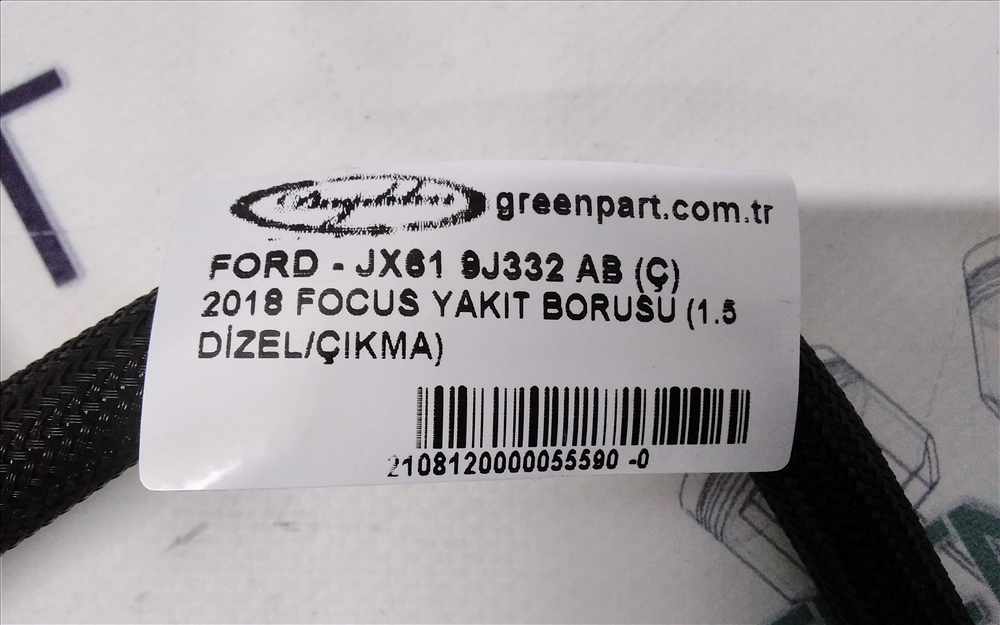 greenpart.com.tr
FORD - JX61 9J332 AB (Ç)
2018 FOCUS YAKIT BORUSU (1.5
DİZEL/ÇIKMA)
2108120000055590 -0